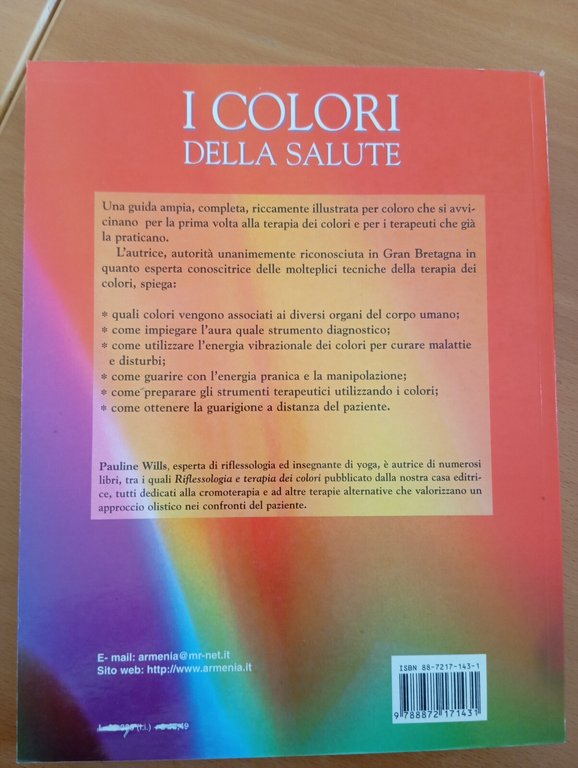 I COLORI
DELLA SALUTE
Una guida ampia, completa, riccamente illustrata per coloro che si avvi-
cinano per la prima volta alla terapia dei colori e per i terapeuti che già
la praticano.
L'autrice, autorità unanimemente riconosciuta in Gran Bretagna in
quanto esperta conoscitrice delle molteplici tecniche della terapia dei
colori, spiega:
* quali colori vengono associati ai diversi organi del corpo umano;
* come impiegare l'aura quale strumento diagnostico;
* come utilizzare l'energia vibrazionale dei colori per curare malattie
e disturbi;
* come guarire con l'energia pranica e la manipolazione;
* come preparare gli strumenti terapeutici utilizzando i colori;
* come ottenere la guarigione a distanza del paziente.
Pauline Wills, esperta di riflessologia ed insegnante di yoga, è autrice di numerosi
libri, tra i quali Riflessologia e terapia dei colori pubblicato dalla nostra casa editri-
ce, tutti dedicati alla cromoterapia e ad altre terapie alternative che valorizzano un
approccio olistico nei confronti del paziente.
E- mail: armenia@mr-net.it
Sito web: http://www.armenia.it
ISBN 88-7217-143-1
9 788872 171431
(i.i.)